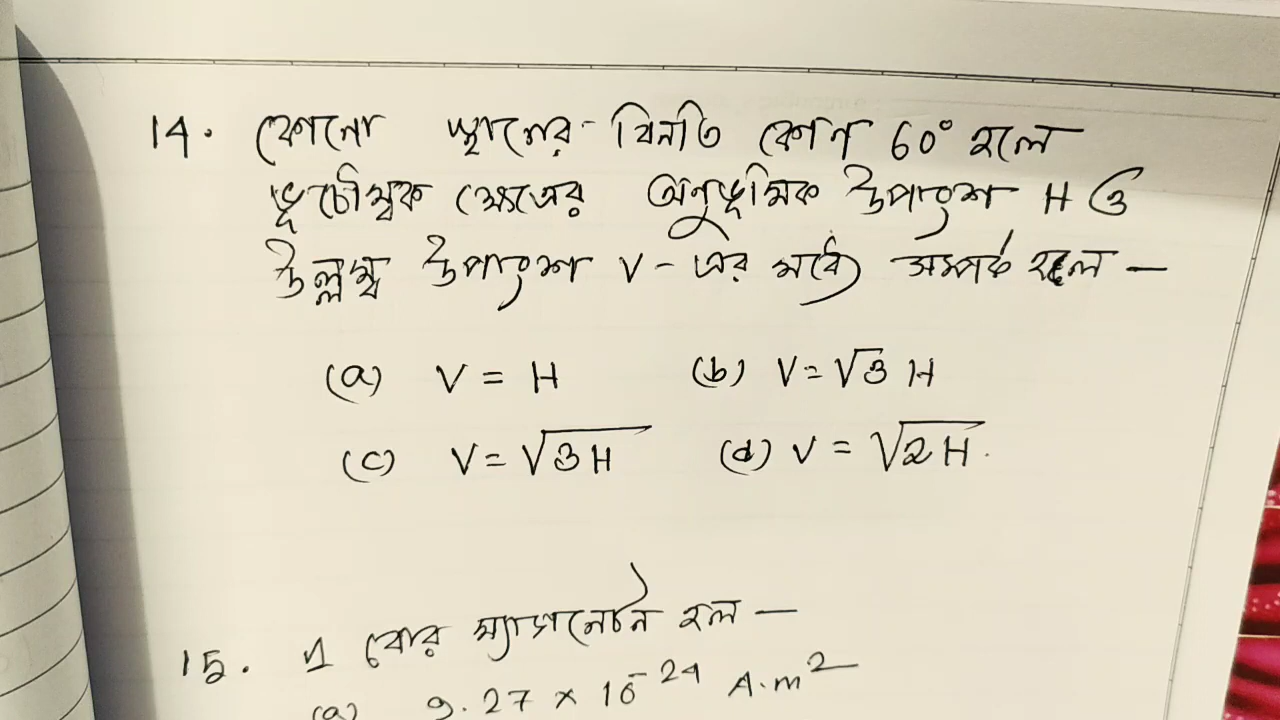 14. কোনো স্থানের বিনতি কোণ 60° হলে
ভূচৌম্বক ক্ষেত্রের অনুভূমিক উপাংশ H ও
উল্লম্ব উপাংশ V - এর মধ্যে সম্পর্ক হল —
(a) V = H (b) V = √3 H
(c) V = √3H (d) V = √2H.
15. 1 বোর ম্যাগনেটন হল —
(a) 9.27 × 10⁻²⁴ A.m²